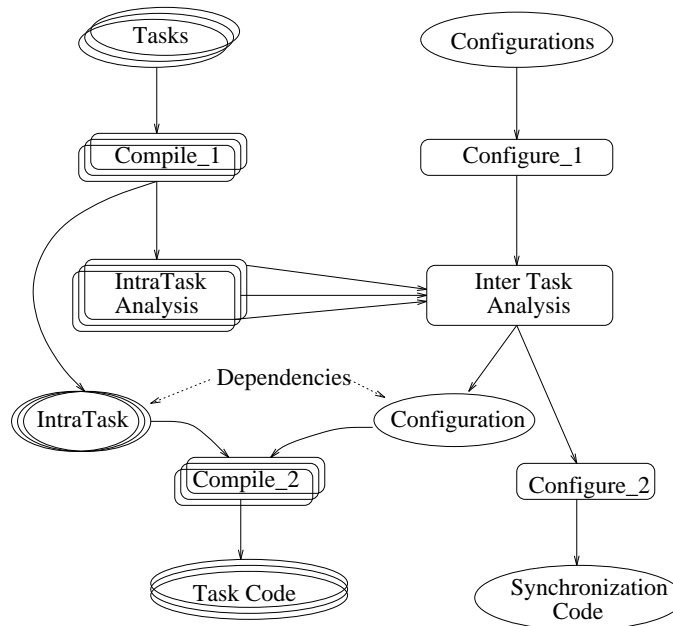 Tasks
Configurations
Compile_1
Configure_1
IntraTask
Analysis
Inter Task
Analysis
Dependencies
IntraTask
Configuration
Compile_2
Configure_2
Task Code
Synchronization
Code